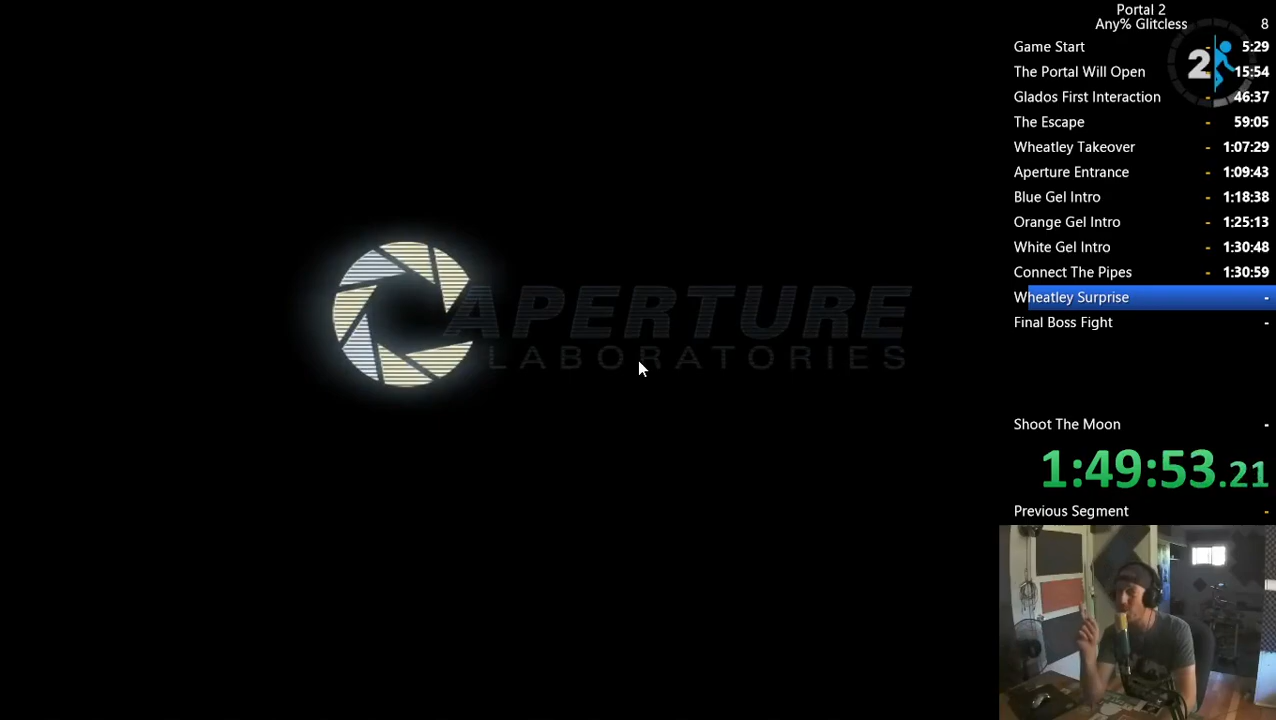 Portal 2
Any% Glitcless 8
Game Start - 5:29
The Portal Will Open - 15:54
Glados First Interaction - 46:37
The Escape - 59:05
Wheatley Takeover - 1:07:29
Aperture Entrance - 1:09:43
Blue Gel Intro - 1:18:38
Orange Gel Intro - 1:25:13
White Gel Intro - 1:30:48
Connect The Pipes - 1:30:59
Wheatley Surprise -
Final Boss Fight -
Shoot The Moon -
1:49:53.21
Previous Segment -
2
APERTURE
LABORATORIES